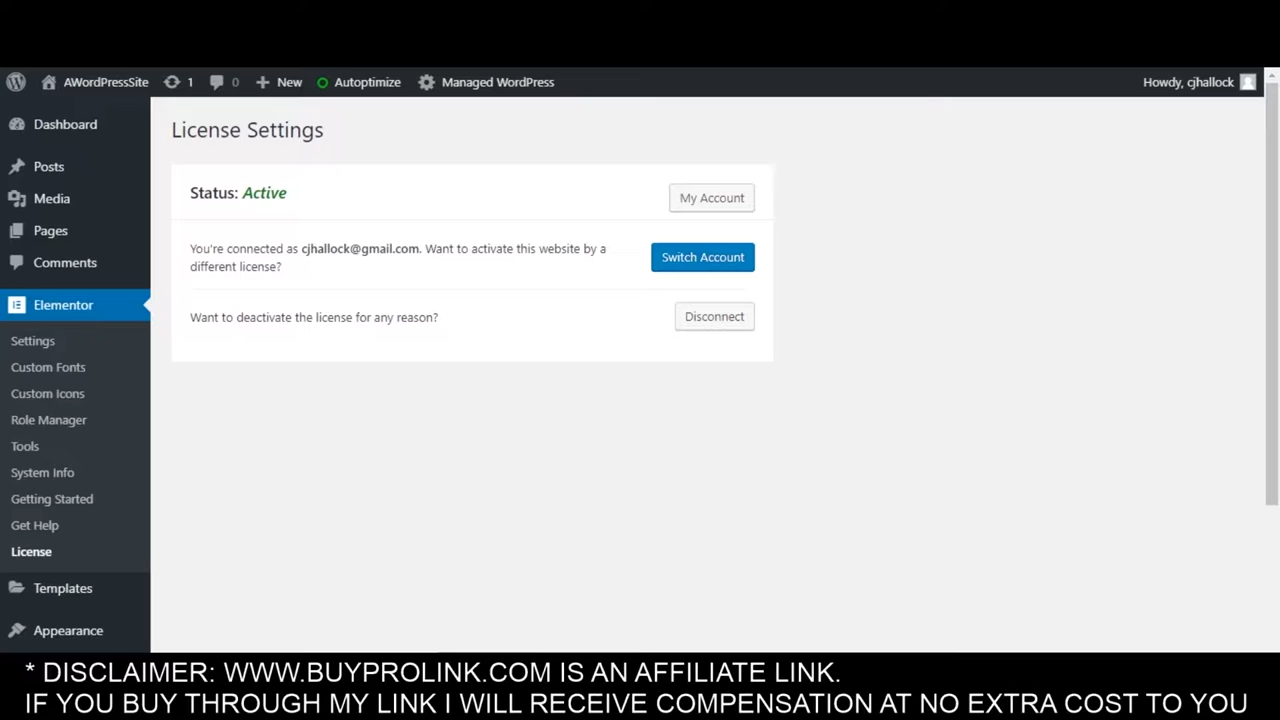 AWordPressSite 1 0 New Autoptimize Managed WordPress Howdy, cjhallock
Dashboard
Posts
Media
Pages
Comments
Elementor
Settings
Custom Fonts
Custom Icons
Role Manager
Tools
System Info
Getting Started
Get Help
License
Templates
Appearance
License Settings
Status: Active
My Account
You're connected as cjhallock@gmail.com. Want to activate this website by a
different license?
Switch Account
Want to deactivate the license for any reason?
Disconnect
* DISCLAIMER: WWW.BUYPROLINK.COM IS AN AFFILIATE LINK.
IF YOU BUY THROUGH MY LINK I WILL RECEIVE COMPENSATION AT NO EXTRA COST TO YOU